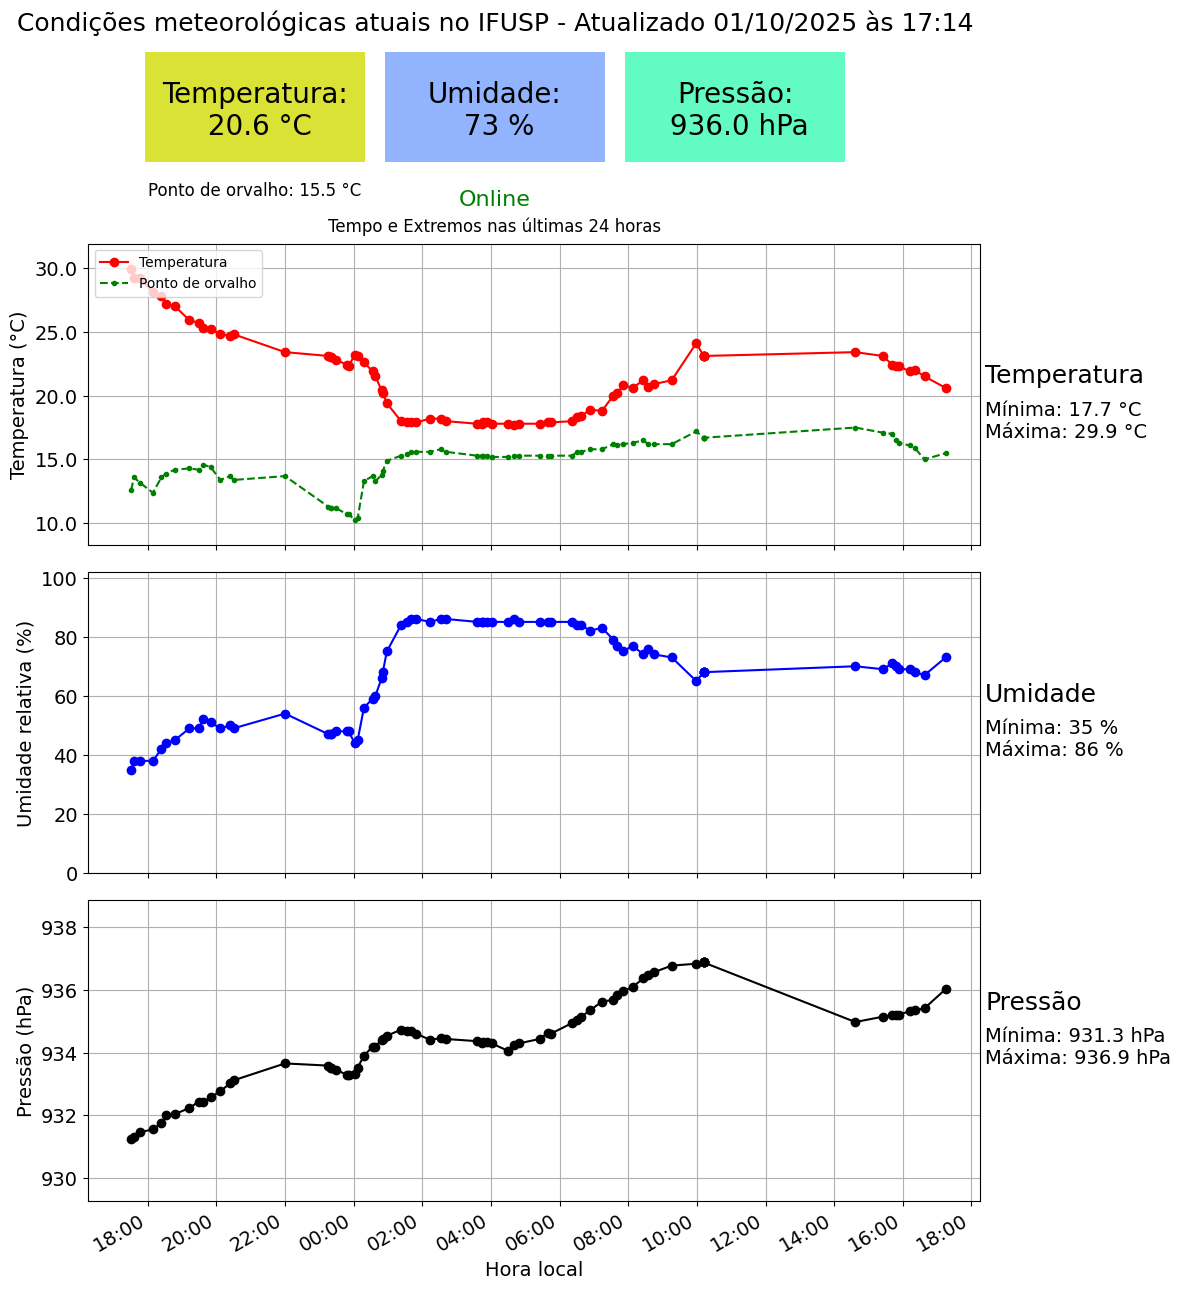 Condições meteorológicas atuais no IFUSP - Atualizado 01/10/2025 às 17:14
Temperatura:
20.6 °C
Umidade:
73 %
Pressão:
936.0 hPa
Ponto de orvalho: 15.5 °C
Online
Tempo e Extremos nas últimas 24 horas
Temperatura (°C)
30.0
25.0
20.0
15.0
10.0
Temperatura
Ponto de orvalho
Temperatura
Mínima: 17.7 °C
Máxima: 29.9 °C
Umidade relativa (%)
100
80
60
40
20
0
Umidade
Mínima: 35 %
Máxima: 86 %
Pressão (hPa)
938
936
934
932
930
Pressão
Mínima: 931.3 hPa
Máxima: 936.9 hPa
18:00 20:00 22:00 00:00 02:00 04:00 06:00 08:00 10:00 12:00 14:00 16:00 18:00
Hora local